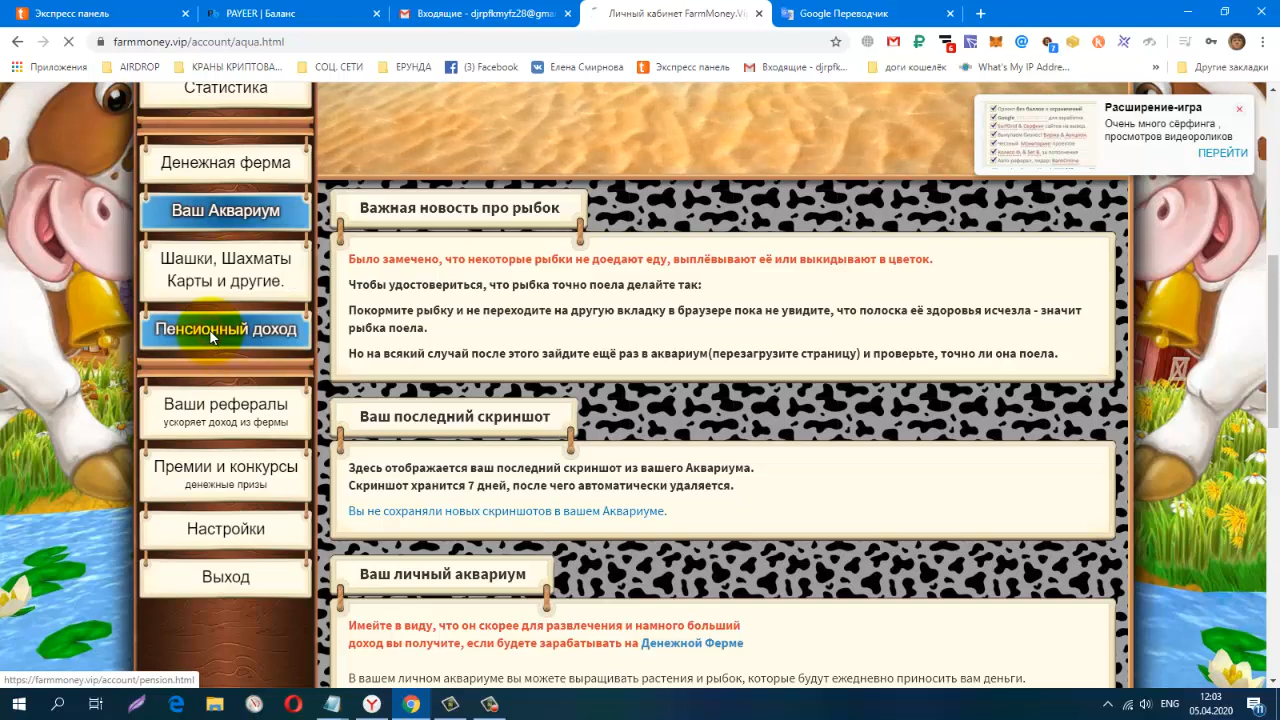 Экспресс панель
PAYEER | Банкинг
Входящие - djrpfkmyfz28@gma
Личный кабинет FarmMoney.Vip
Google Переводчик
farmmoney.vip/account/aqua.html
Приложения
AIRDROP
КРАНЫ КРИПТОВА...
СОЦ. СЕТИ
ЕРУНДА
(3) Facebook
Елена Смирнова
Экспресс панель
Входящие - djrpfk...
доги кошелёк
What's My IP Addre...
»
Другие закладки
Статистика
Денежная ферма
Ваш Аквариум
Шашки, Шахматы
Карты и другие.
Пенсионный доход
Ваши рефералы
ускоряет доход из фермы
Премии и конкурсы
денежные призы
Настройки
Выход
Расширение-игра
Очень много сёрфинга ,
просмотров видеороликов
ПЕРЕЙТИ
Важная новость про рыбок
Было замечено, что некоторые рыбки не доедают еду, выплёвывают её или выкидывают в цветок.
Чтобы удостовериться, что рыбка точно поела делайте так:
Покормите рыбку и не переходите на другую вкладку в браузере пока не увидите, что полоска её здоровья исчезла - значит
рыбка поела.
Но на всякий случай после этого зайдите ещё раз в аквариум(перезагрузите страницу) и проверьте, точно ли она поела.
Ваш последний скриншот
Здесь отображается ваш последний скриншот из вашего Аквариума.
Скриншот хранится 7 дней, после чего автоматически удаляется.
Вы не сохраняли новых скриншотов в вашем Аквариуме.
Ваш личный аквариум
Имейте в виду, что он скорее для развлечения и намного больший
доход вы получите, если будете зарабатывать на Денежной Ферме
В вашем личном аквариуме вы можете выращивать растения и рыбок, которые будут ежедневно приносить вам деньги.
https://farmmoney.vip/account/pension.html
ENG
12:03
05.04.2020